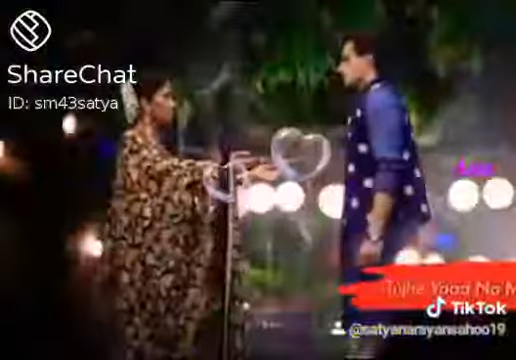 ShareChat
ID: sm43satya
Tujhe Yaad Na M
TikTok
@satyanarayansahoo19